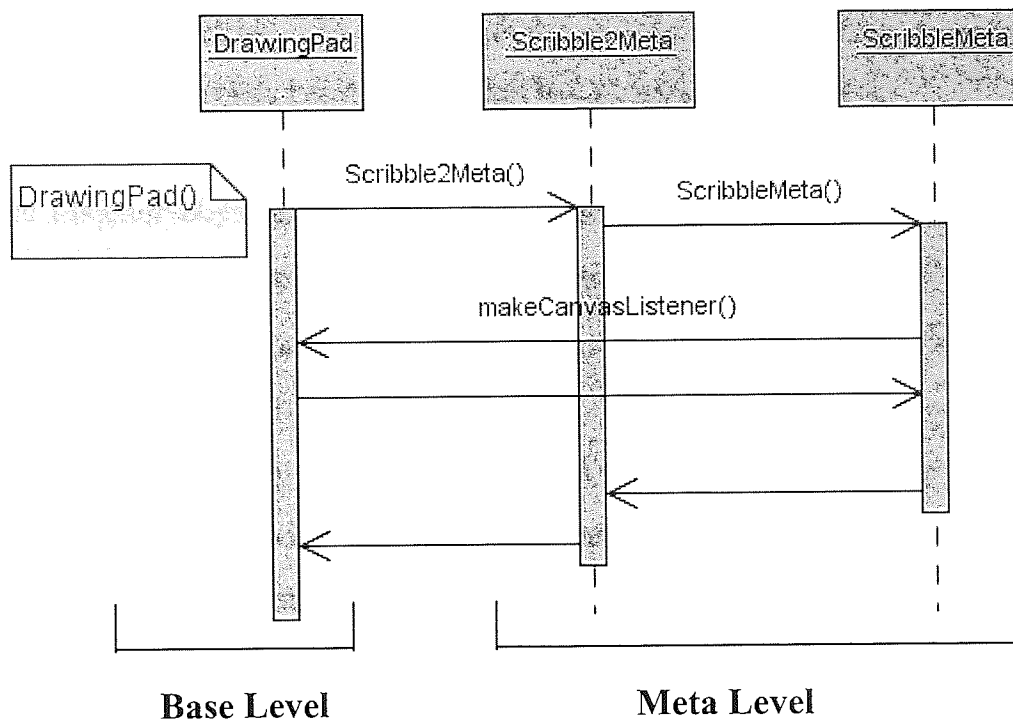 :DrawingPad
:Scribble2Meta
:ScribbleMeta
DrawingPad()
Scribble2Meta()
ScribbleMeta()
makeCanvasListener()
Base Level
Meta Level